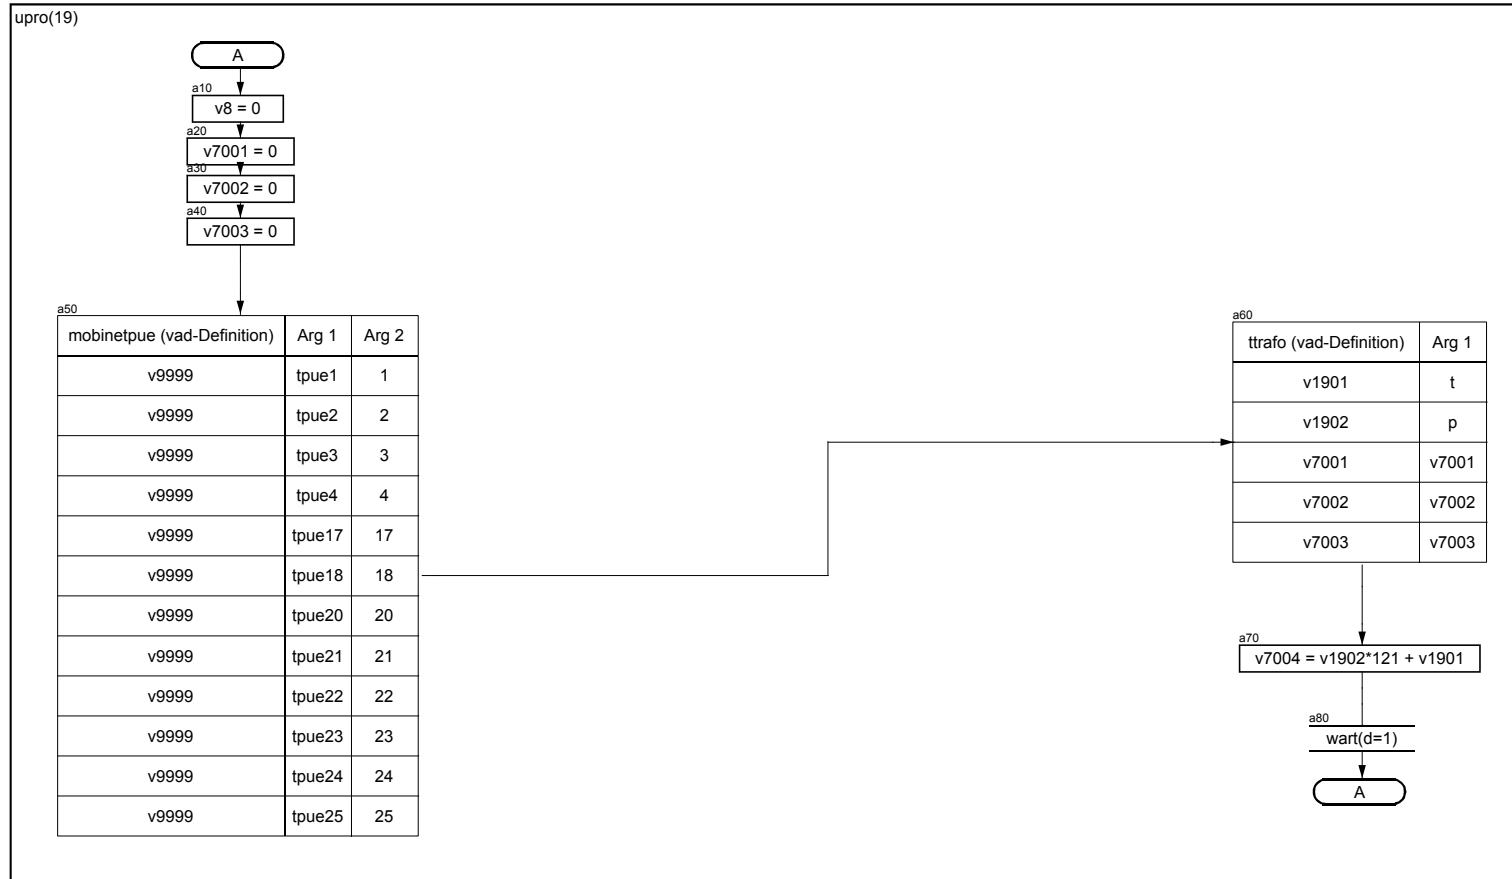 upro(19)
A
a10
v8 = 0
a20
v7001 = 0
a30
v7002 = 0
a40
v7003 = 0
a50
mobinetpue (vad-Definition) Arg 1 Arg 2
v9999 tpue1 1
v9999 tpue2 2
v9999 tpue3 3
v9999 tpue4 4
v9999 tpue17 17
v9999 tpue18 18
v9999 tpue20 20
v9999 tpue21 21
v9999 tpue22 22
v9999 tpue23 23
v9999 tpue24 24
v9999 tpue25 25
a60
ttrafo (vad-Definition) Arg 1
v1901 t
v1902 p
v7001 v7001
v7002 v7002
v7003 v7003
a70
v7004 = v1902*121 + v1901
a80
wart(d=1)
A